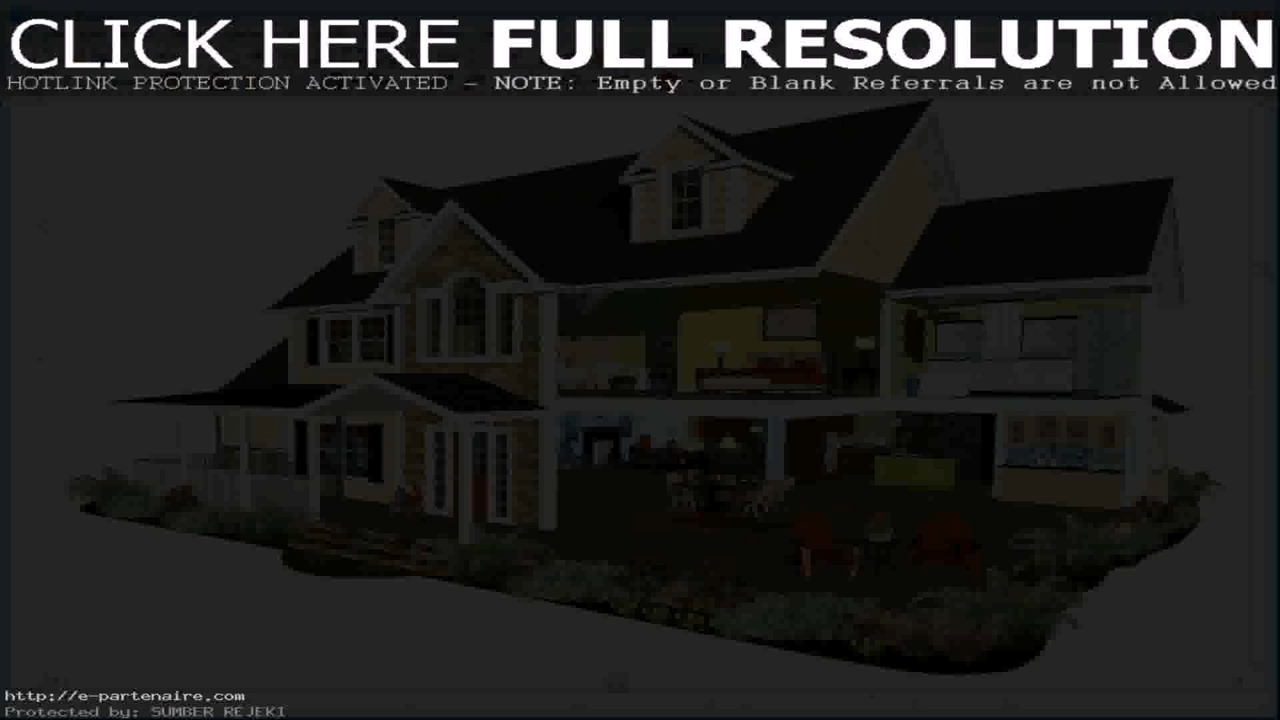 CLICK HERE FULL RESOLUTION
HOTLINK PROTECTION ACTIVATED - NOTE: Empty or Blank Referrals are not Allowed
http://e-partenaire.com
Protected by: SUMBER REJEKI